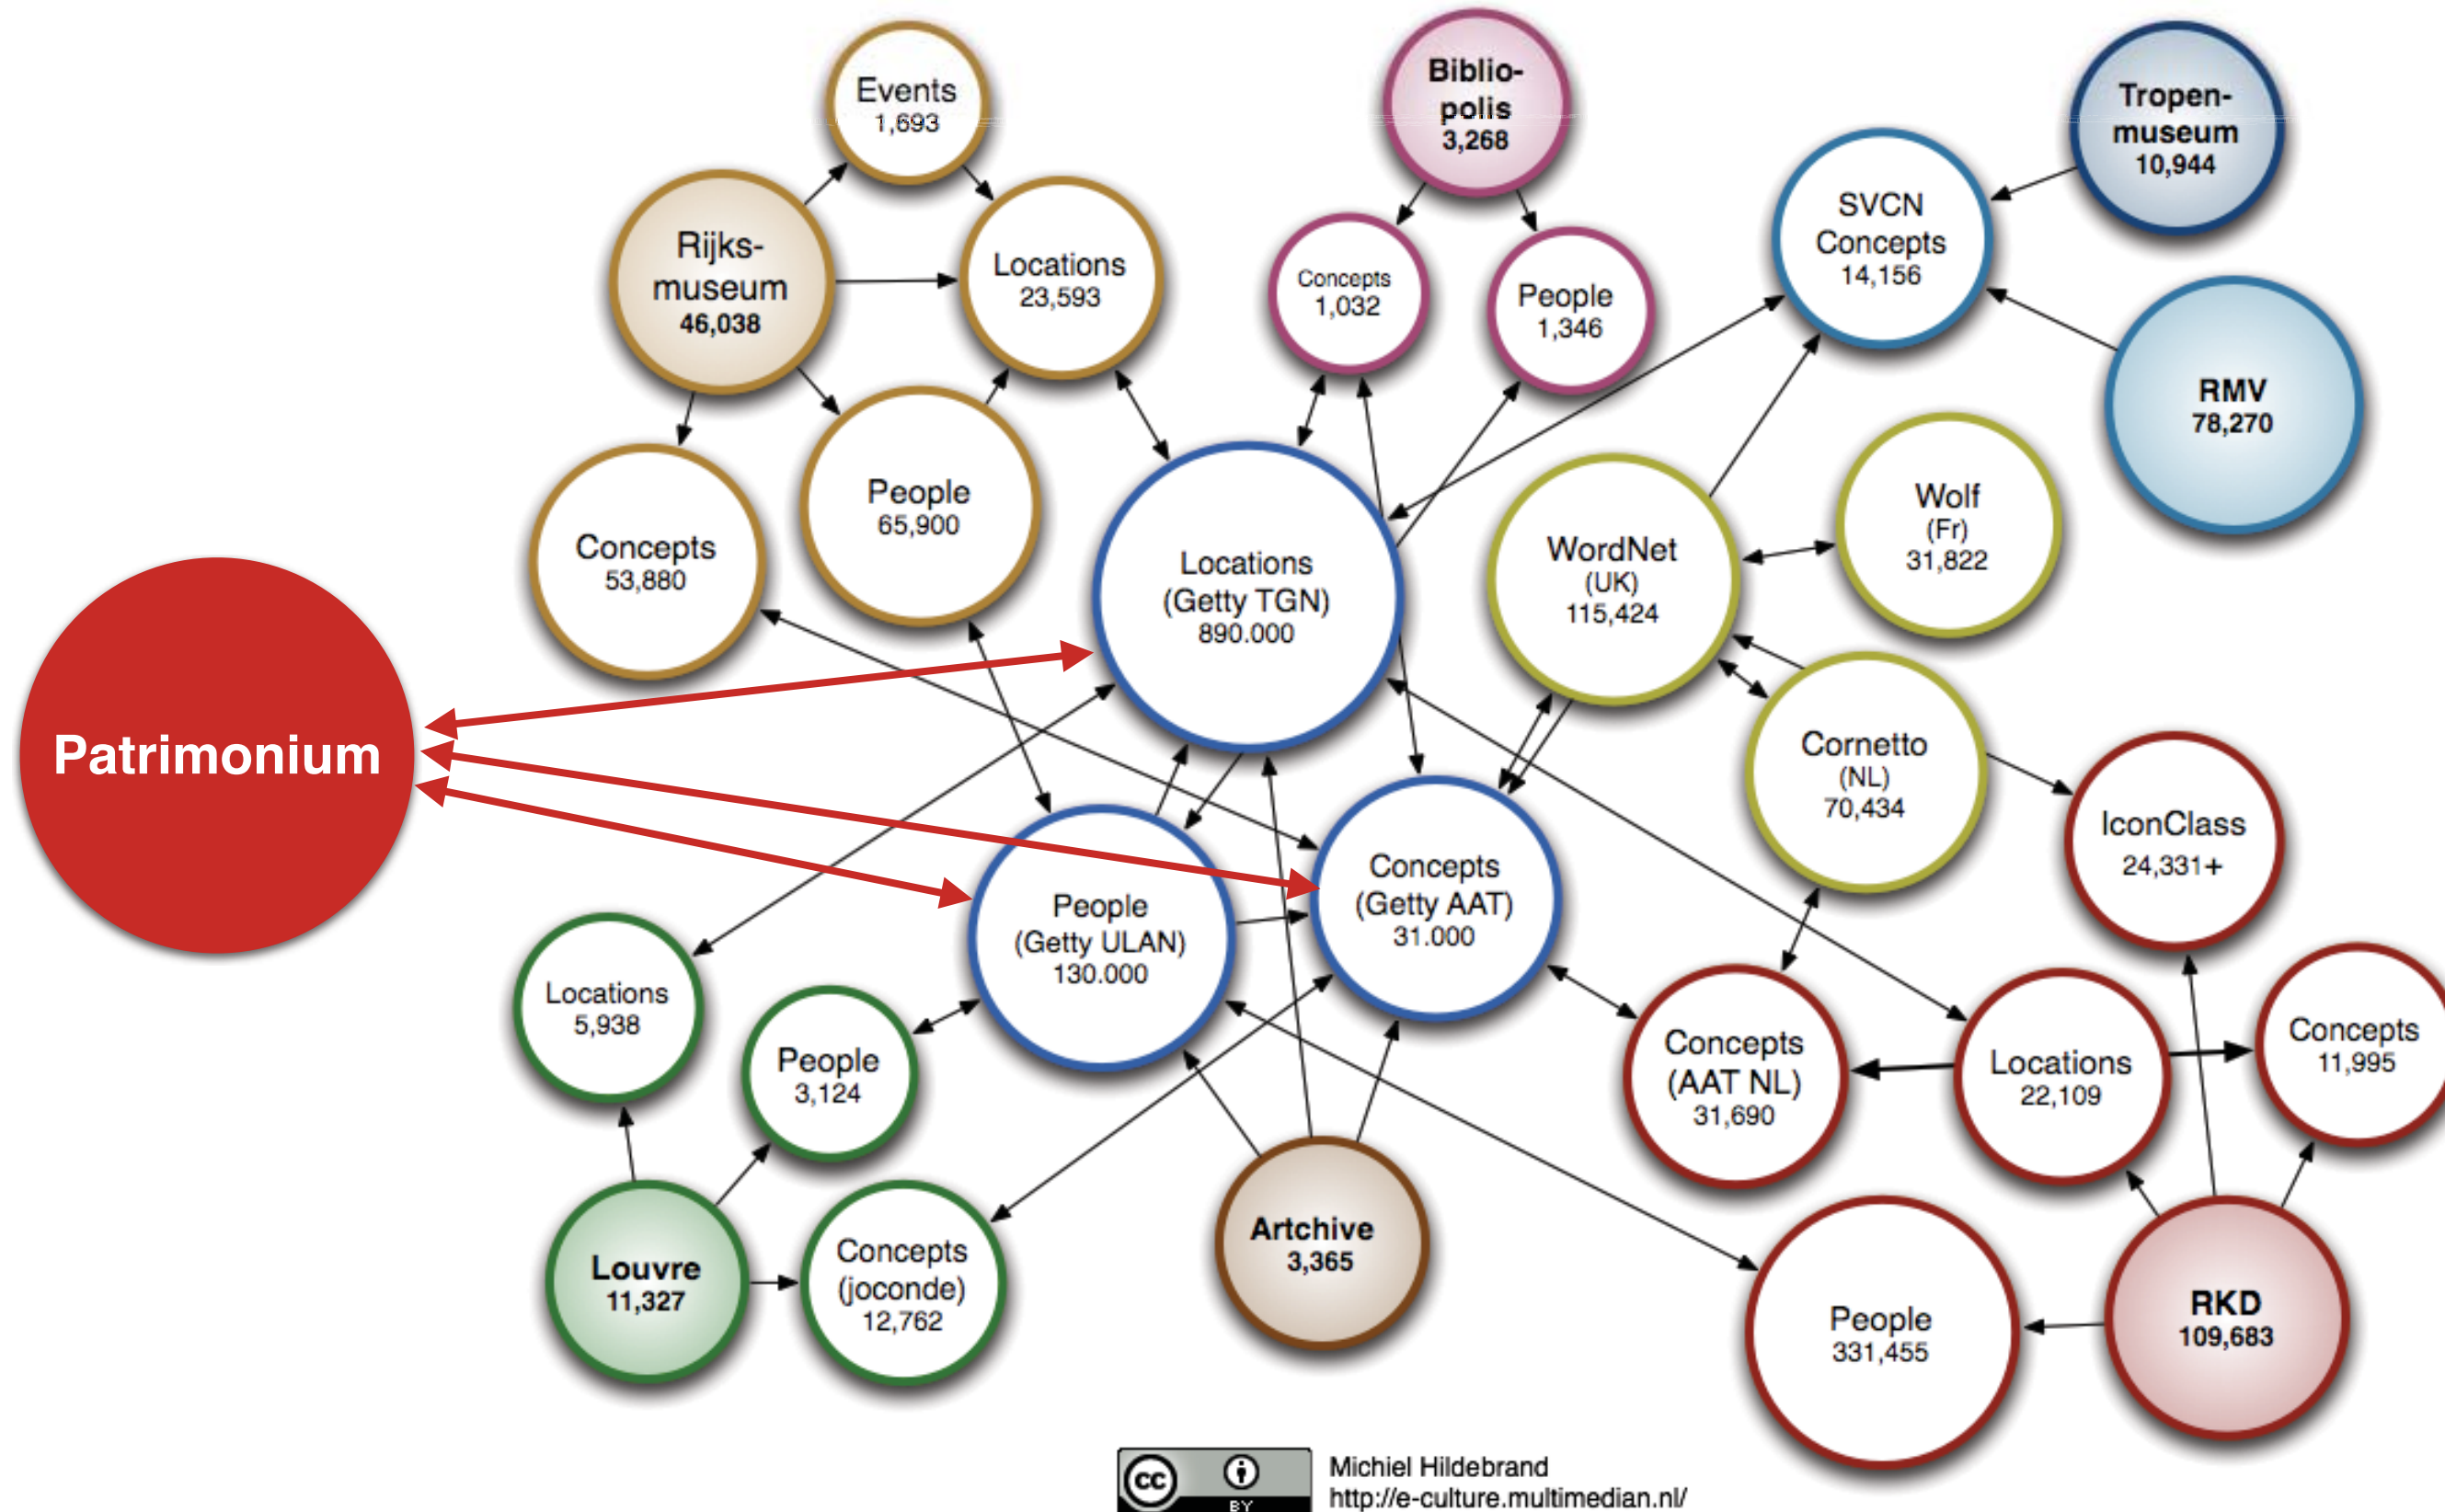 Events
1,693
Biblio-
polis
3,268
Tropen-
museum
10,944
Rijks-
museum
46,038
Locations
23,593
Concepts
1,032
People
1,346
SVCN
Concepts
14,156
RMV
78,270
Concepts
53,880
People
65,900
Locations
(Getty TGN)
890.000
WordNet
(UK)
115,424
Wolf
(Fr)
31,822
Patrimonium
Cornetto
(NL)
70,434
IconClass
24,331+
People
(Getty ULAN)
130.000
Concepts
(Getty AAT)
31.000
Locations
5,938
People
3,124
Concepts
(AAT NL)
31,690
Locations
22,109
Concepts
11,995
Louvre
11,327
Concepts
(joconde)
12,762
Artchive
3,365
People
331,455
RKD
109,683
cc
BY
Michiel Hildebrand
http://e-culture.multimedian.nl/